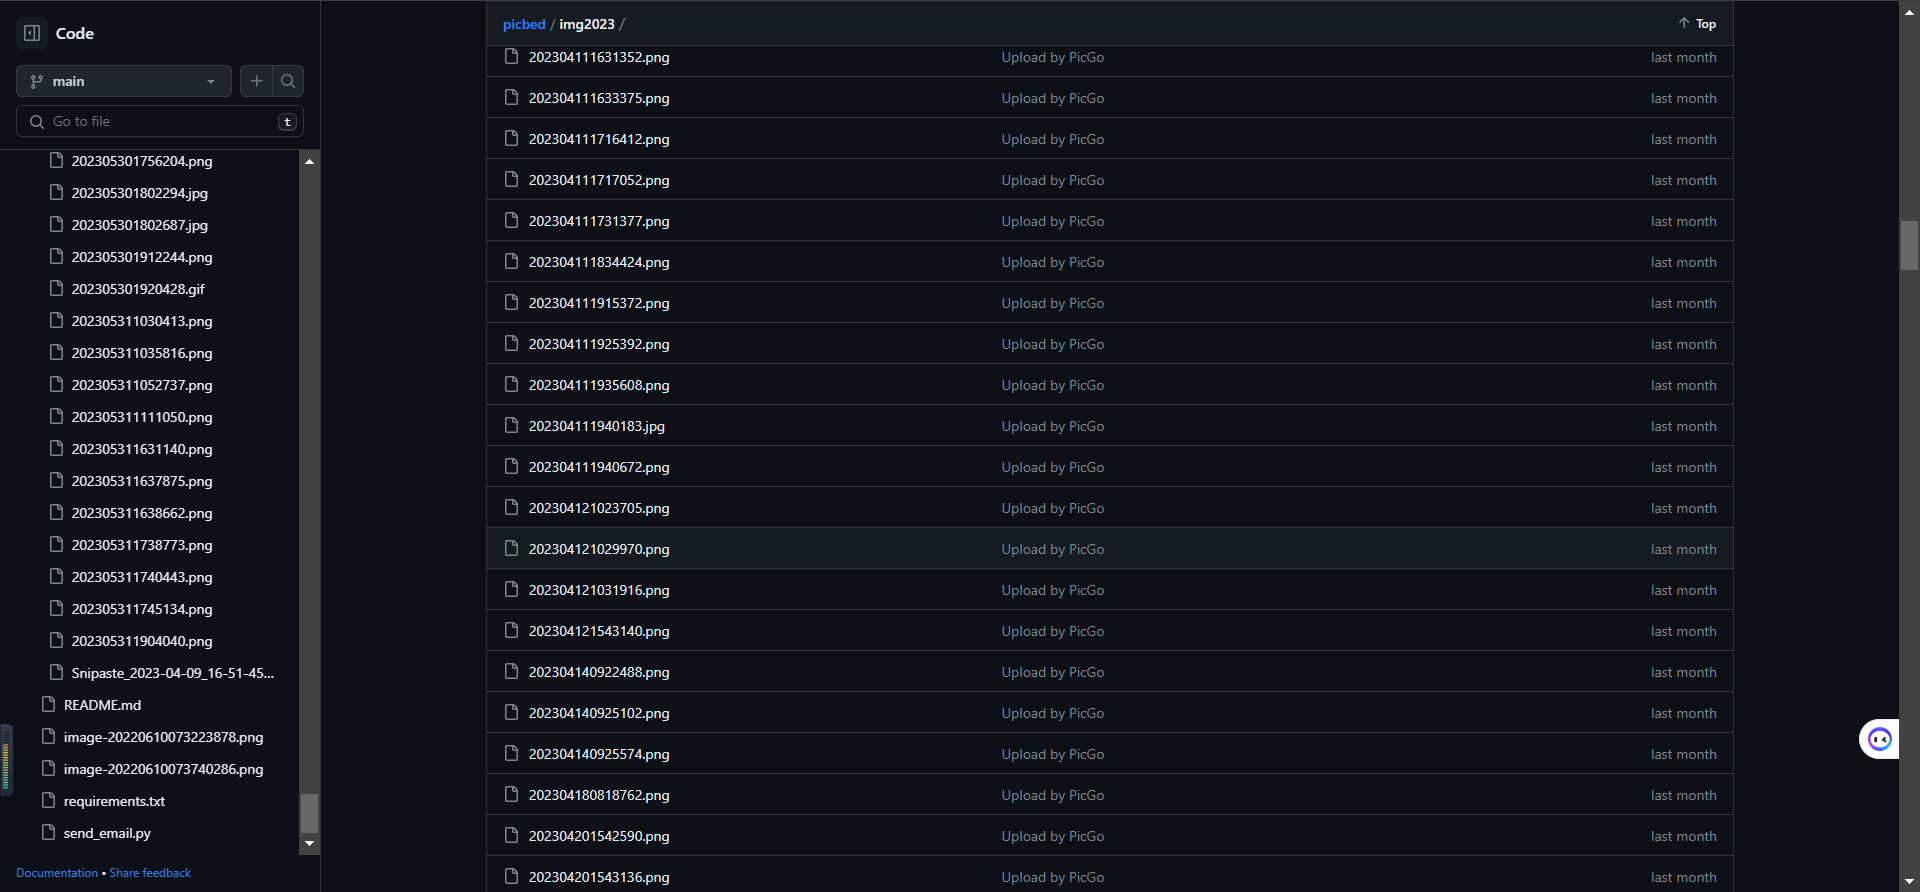 Code
main
Go to file
t
202305301756204.png
202305301802294.jpg
202305301802687.jpg
202305301912244.png
202305301920428.gif
202305311030413.png
202305311035816.png
202305311052737.png
202305311111050.png
202305311631140.png
202305311637875.png
202305311638662.png
202305311738773.png
202305311740443.png
202305311745134.png
202305311904040.png
Snipaste_2023-04-09_16-51-45...
README.md
image-20220610073223878.png
image-20220610073740286.png
requirements.txt
send_email.py
Documentation • Share feedback
picbed / img2023 / Top
202304111631352.png Upload by PicGo last month
202304111633375.png Upload by PicGo last month
202304111716412.png Upload by PicGo last month
202304111717052.png Upload by PicGo last month
202304111731377.png Upload by PicGo last month
202304111834424.png Upload by PicGo last month
202304111915372.png Upload by PicGo last month
202304111925392.png Upload by PicGo last month
202304111935608.png Upload by PicGo last month
202304111940183.jpg Upload by PicGo last month
202304111940672.png Upload by PicGo last month
202304121023705.png Upload by PicGo last month
202304121029970.png Upload by PicGo last month
202304121031916.png Upload by PicGo last month
202304121543140.png Upload by PicGo last month
202304140922488.png Upload by PicGo last month
202304140925102.png Upload by PicGo last month
202304140925574.png Upload by PicGo last month
202304180818762.png Upload by PicGo last month
202304201542590.png Upload by PicGo last month
202304201543136.png Upload by PicGo last month